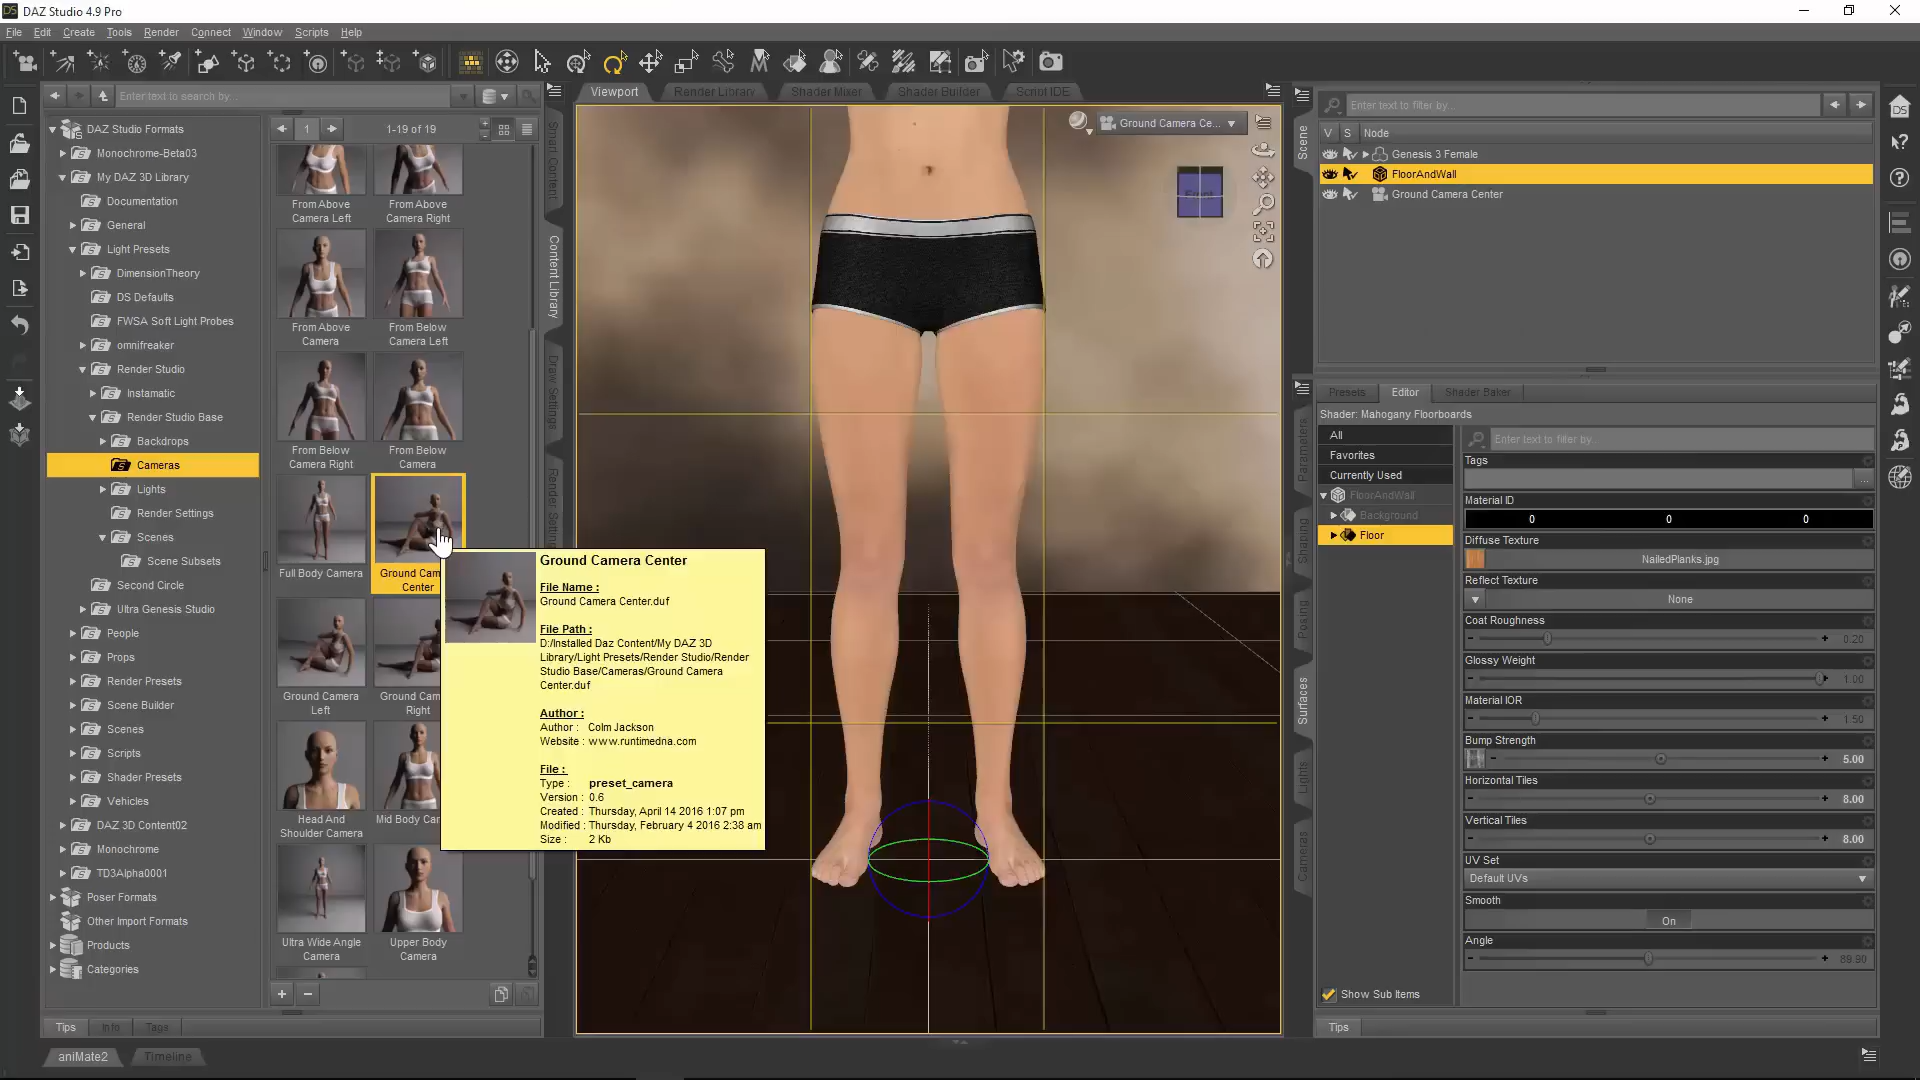 DAZ Studio 4.9 Pro
File Edit Create Tools Render Connect Window Scripts Help
Enter text to search by...
Viewport Render Library Shader Mixer Shader Builder Script IDE
DAZ Studio Formats
Monochrome-Beta03
My DAZ 3D Library
Documentation
General
Light Presets
DimensionTheory
DS Defaults
FWSA Soft Light Probes
omnifreaker
Render Studio
Instamatic
Render Studio Base
Backdrops
Cameras
Lights
Render Settings
Scenes
Scene Subsets
Second Circle
Ultra Genesis Studio
People
Props
Render Presets
Scene Builder
Scenes
Scripts
Shader Presets
Vehicles
DAZ 3D Content02
Monochrome
TD3Alpha0001
Poser Formats
Other Import Formats
Products
Categories
Tips Info Tags
aniMate2 Timeline
1 1-19 of 19
From Above
Camera Left
From Above
Camera Right
From Above
Camera
From Below
Camera Left
From Below
Camera Right
From Below
Camera
Full Body Camera
Ground Cam
Center
Ground Camera
Left
Ground Cam
Right
Head And
Shoulder Camera
Mid Body Car
Ultra Wide Angle
Camera
Upper Body
Camera
Ground Camera Center
File Name :
Ground Camera Center.duf
File Path :
D:/Installed Daz Content/My DAZ 3D
Library/Light Presets/Render Studio/Render
Studio Base/Cameras/Ground Camera
Center.duf
Author :
Author : Colm Jackson
Website : www.runtimedna.com
File :
Type : preset_camera
Version : 0.6
Created : Thursday, April 14 2016 1:07 pm
Modified : Thursday, February 4 2016 2:38 am
Size : 2 Kb
Smart Content
Content Library
Draw Settings
Render Settin
Ground Camera Ce...
Front
Scene
Enter text to filter by...
V S Node
Genesis 3 Female
FloorAndWall
Ground Camera Center
Parameters
Shaping
Posing
Surfaces
Lights
Cameras
Presets Editor Shader Baker
Shader: Mahogany Floorboards
All
Favorites
Currently Used
FloorAndWall
Background
Floor
Show Sub Items
Tips
Enter text to filter by...
Tags
...
Material ID
0 0 0
Diffuse Texture
NailedPlanks.jpg
Reflect Texture
None
Coat Roughness
0.20
Glossy Weight
1.00
Material IOR
1.50
Bump Strength
5.00
Horizontal Tiles
8.00
Vertical Tiles
8.00
UV Set
Default UVs
Smooth
On
Angle
89.90